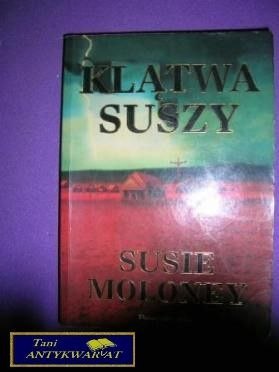 KLĄTWA
SUSZY
SUSIE
MOLONEY
Tani
ANTYKWARIAT